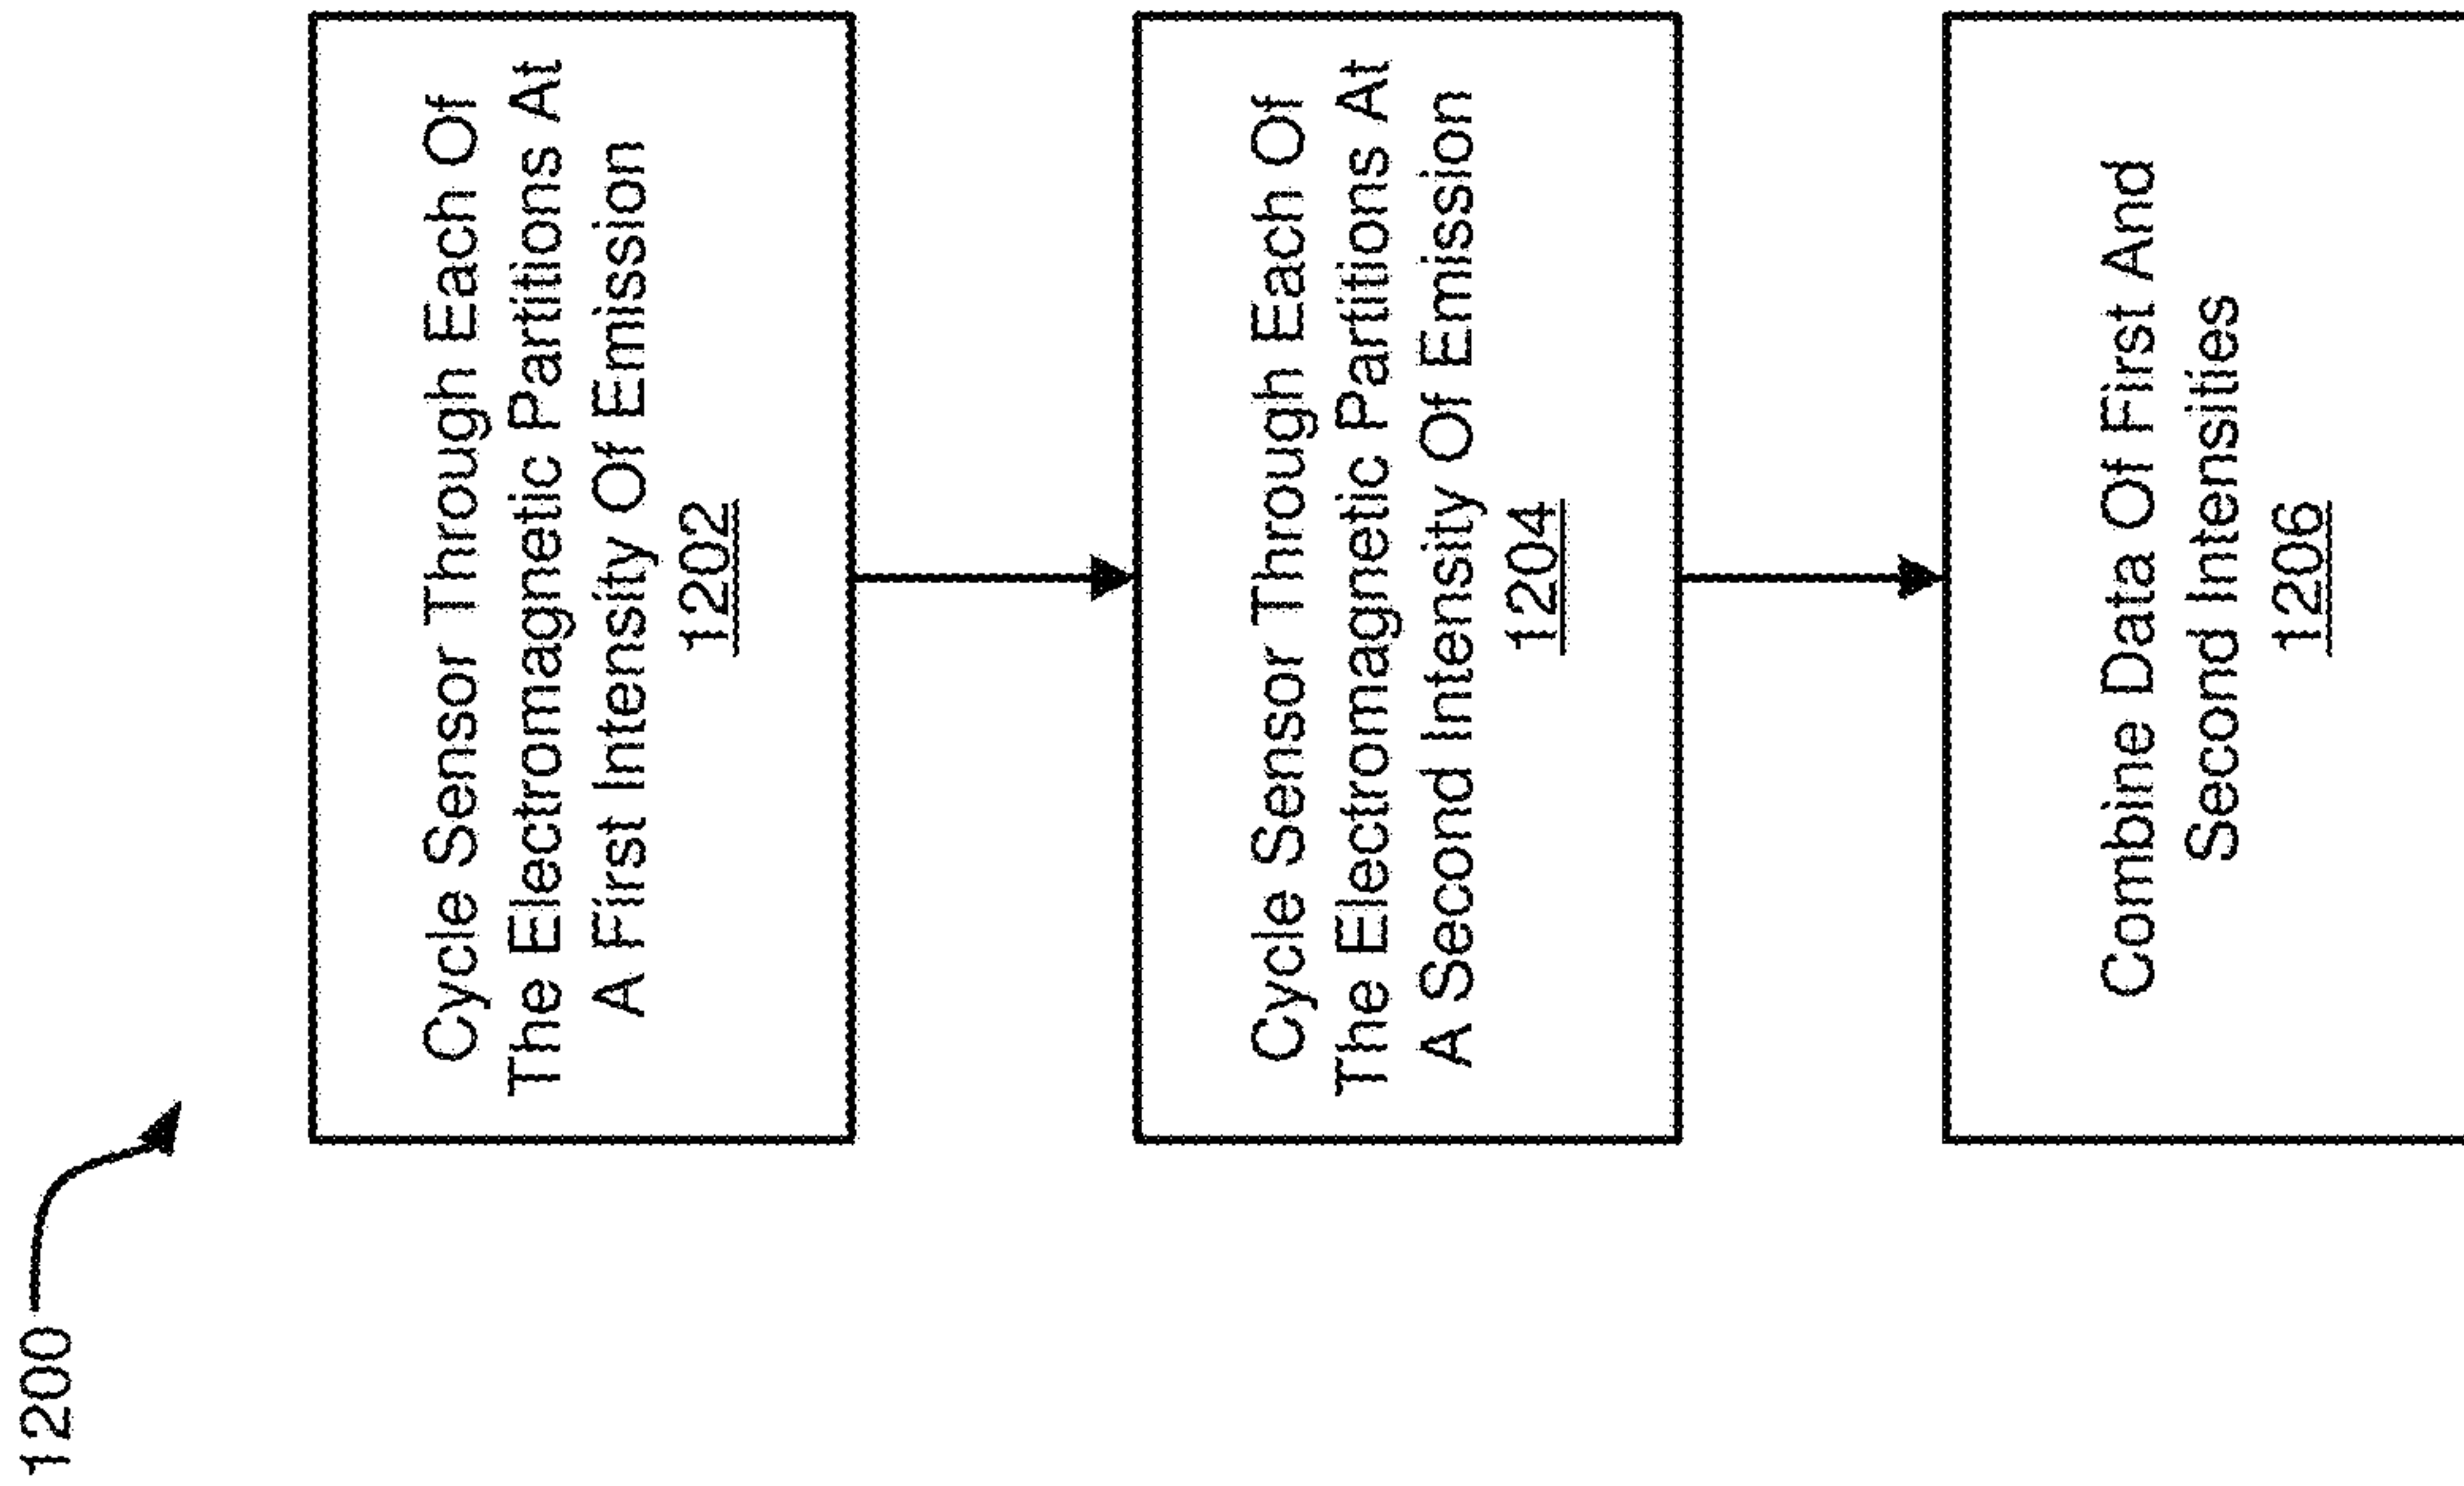 1200
Cycle Sensor Through Each Of
The Electromagnetic Partitions At
A First Intensity Of Emission
1202
Cycle Sensor Through Each Of
The Electromagnetic Partitions At
A Second Intensity Of Emission
1204
Combine Data Of First And
Second Intensities
1206